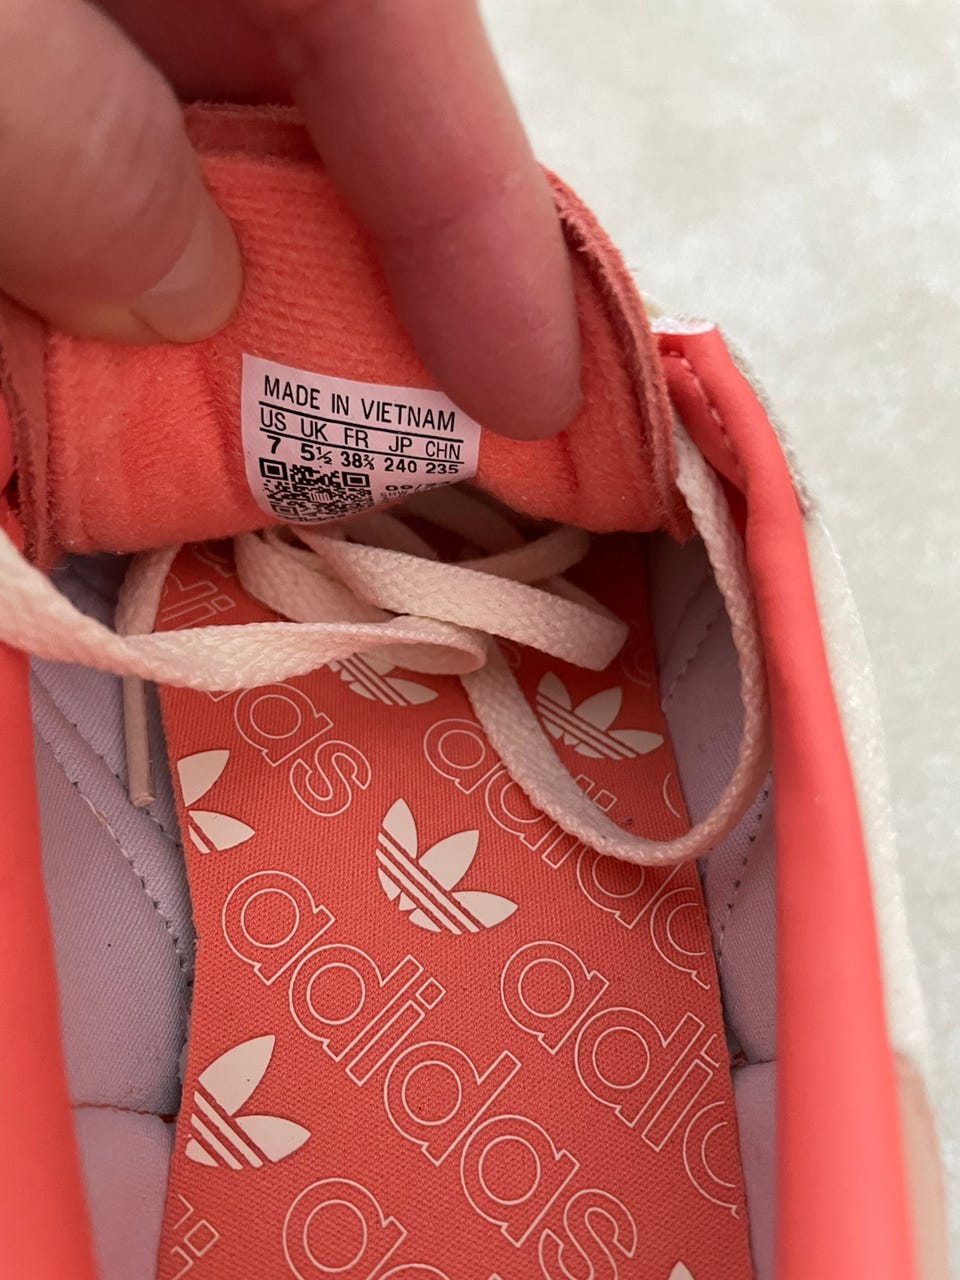 MADE IN VIETNAM
US UK FR JP CHN
7 5½ 38⅔ 240 235
adidas
adidas
adidas
adidas